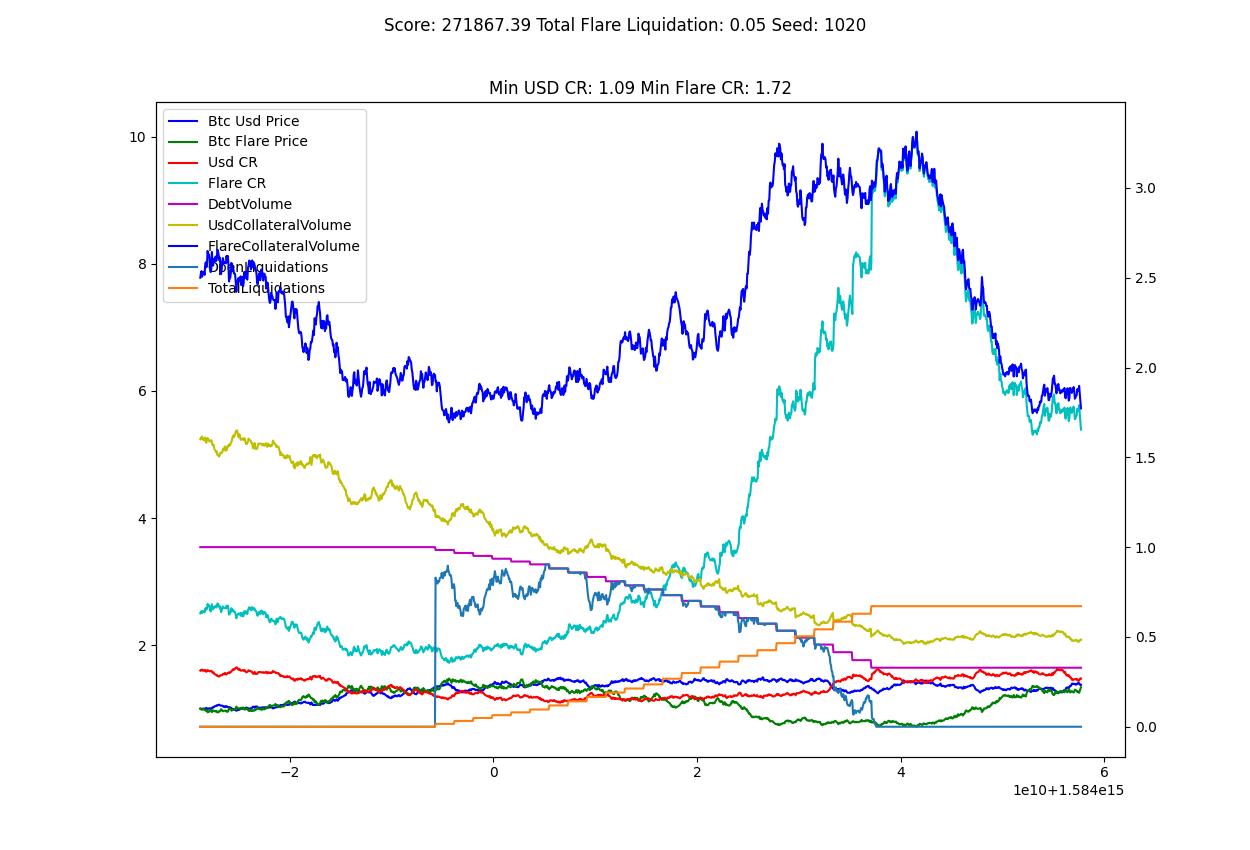 Score: 271867.39 Total Flare Liquidation: 0.05 Seed: 1020
Min USD CR: 1.09 Min Flare CR: 1.72
Btc Usd Price
Btc Flare Price
Usd CR
Flare CR
DebtVolume
UsdCollateralVolume
FlareCollateralVolume
OpenLiquidations
TotalLiquidations
10
8
6
4
2
3.0
2.5
2.0
1.5
1.0
0.5
0.0
−2
0
2
4
6
1e10+1.584e15